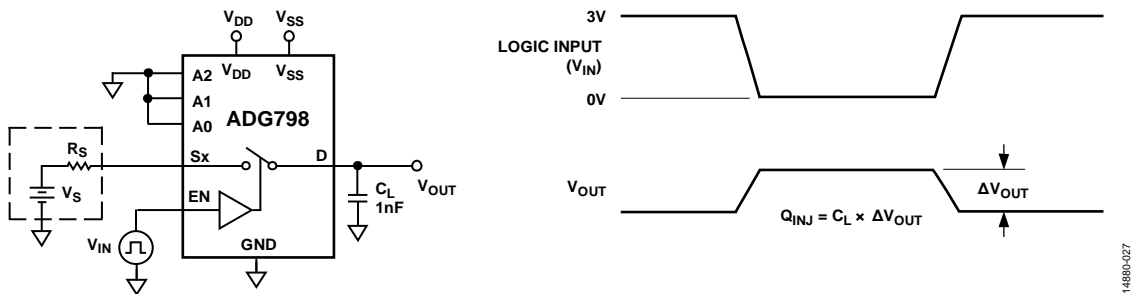 VDD
VSS
VDD
VSS
A2
A1
A0
ADG798
RS
Sx
D
VS
EN
CL
1nF
VOUT
VIN
GND
3V
LOGIC INPUT
(VIN)
0V
VOUT
ΔVOUT
QINJ = CL × ΔVOUT
14880-027